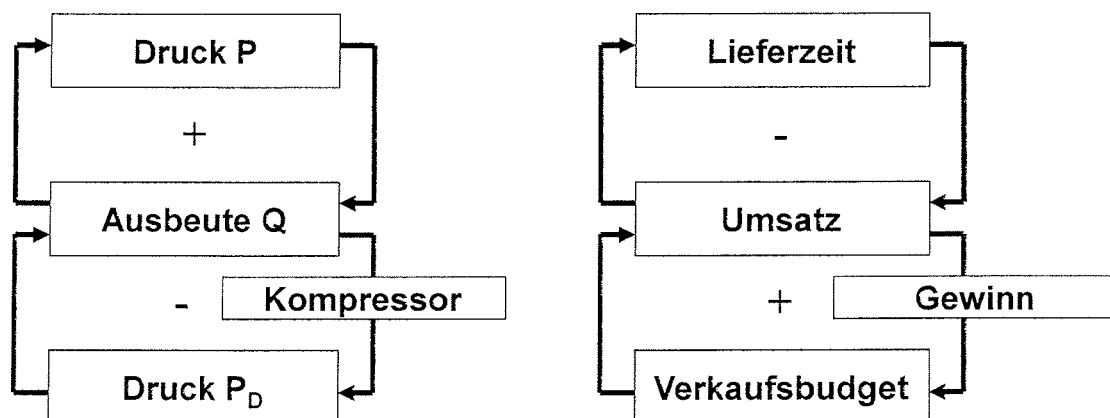 Druck P
+
Ausbeute Q
-
Kompressor
Druck P_D
Lieferzeit
-
Umsatz
+
Gewinn
Verkaufsbudget